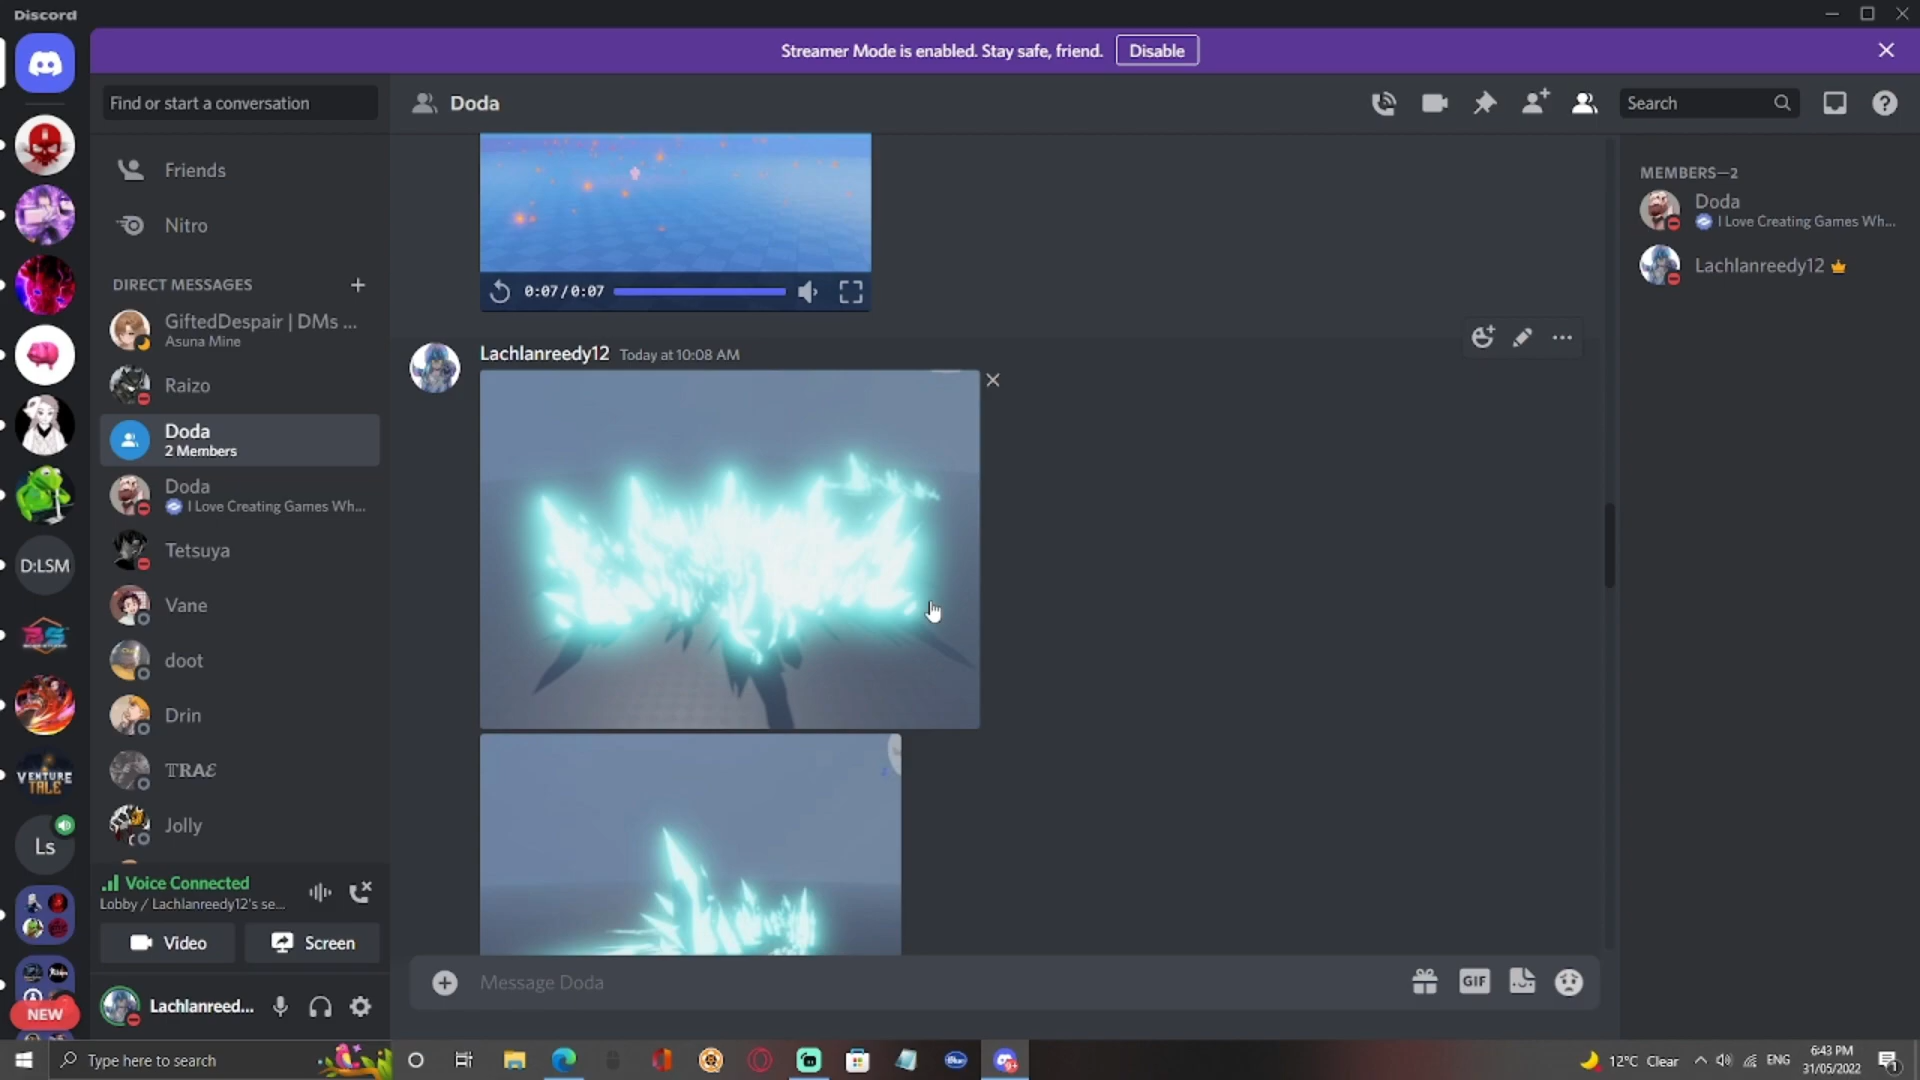 Discord
Streamer Mode is enabled. Stay safe, friend. Disable
Find or start a conversation
Doda
Search
Friends
Nitro
DIRECT MESSAGES
GiftedDespair | DMs ...
Asuna Mine
Raizo
Doda
2 Members
Doda
I Love Creating Games Wh...
Tetsuya
Vane
doot
Drin
𝕋RAƐ
Jolly
D:LSM
VENTURE
TALE
Ls
NEW
Voice Connected
Lobby / Lachlanreedy12's se...
Video
Screen
Lachlanreed...
0:07/0:07
Lachlanreedy12 Today at 10:08 AM
Message Doda
GIF
MEMBERS—2
Doda
I Love Creating Games Wh...
Lachlanreedy12
Type here to search
12°C Clear
ENG
6:43 PM
31/05/2022